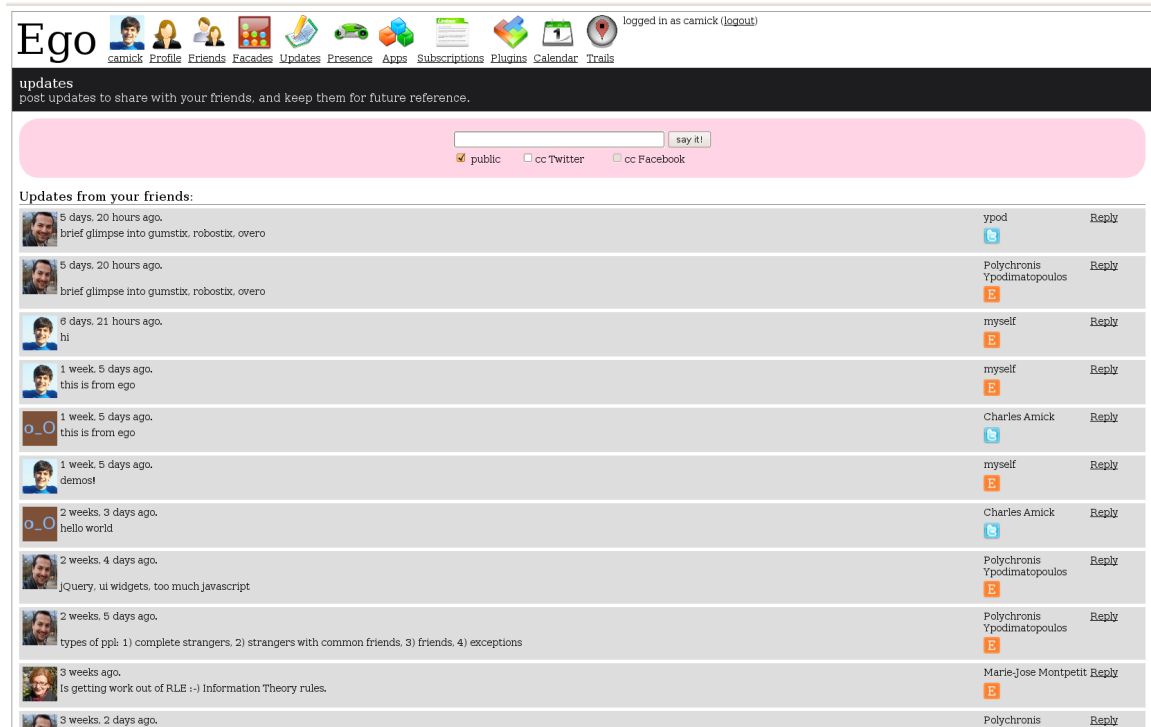 Ego
camick Profile Friends Facades Updates Presence Apps Subscriptions Plugins Calendar Trails
logged in as camick (logout)
updates
post updates to share with your friends, and keep them for future reference.
say it!
public cc Twitter cc Facebook
Updates from your friends:
5 days, 20 hours ago. ypod Reply
brief glimpse into gumstix, robostix, overo
5 days, 20 hours ago. Polychronis Reply
Ypodimatopoulos
brief glimpse into gumstix, robostix, overo
E
6 days, 21 hours ago. myself Reply
hi
E
1 week, 5 days ago. myself Reply
this is from ego
E
1 week, 5 days ago. Charles Amick Reply
o_O this is from ego
1 week, 5 days ago. myself Reply
demos!
E
2 weeks, 3 days ago. Charles Amick Reply
o_O hello world
2 weeks, 4 days ago. Polychronis Reply
Ypodimatopoulos
jQuery, ui widgets, too much javascript
E
2 weeks, 5 days ago. Polychronis Reply
Ypodimatopoulos
types of ppl: 1) complete strangers, 2) strangers with common friends, 3) friends, 4) exceptions
E
3 weeks ago. Marie-Jose Montpetit Reply
Is getting work out of RLE :-) Information Theory rules.
E
3 weeks, 2 days ago. Polychronis Reply